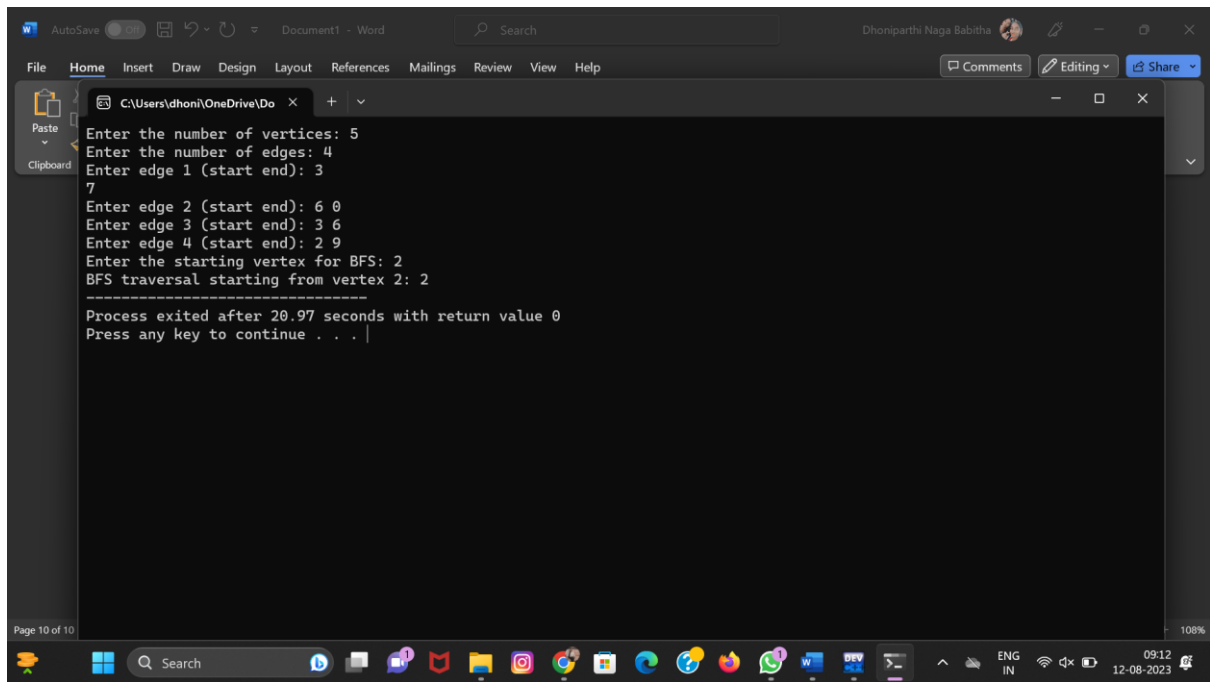 AutoSave Off Document1 - Word Search Dhoniparthi Naga Babitha
File Home Insert Draw Design Layout References Mailings Review View Help Comments Editing Share
Paste
Clipboard
C:\Users\dhoni\OneDrive\Do
Enter the number of vertices: 5
Enter the number of edges: 4
Enter edge 1 (start end): 3
7
Enter edge 2 (start end): 6 0
Enter edge 3 (start end): 3 6
Enter edge 4 (start end): 2 9
Enter the starting vertex for BFS: 2
BFS traversal starting from vertex 2: 2
--------------------------------
Process exited after 20.97 seconds with return value 0
Press any key to continue . . .
Page 10 of 10 108%
Search 1 1 DEV ENG 09:12
IN 12-08-2023